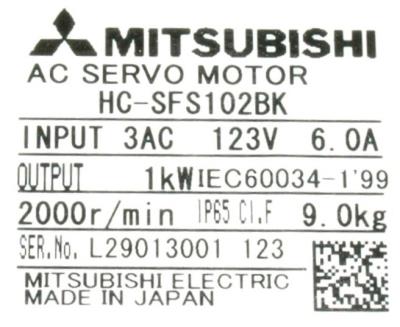 MITSUBISHI
AC SERVO MOTOR
HC-SFS102BK
INPUT 3AC 123V 6.0A
OUTPUT 1kW IEC60034-1'99
2000r/min IP65 Cl.F 9.0kg
SER.No. L29013001 123
MITSUBISHI ELECTRIC
MADE IN JAPAN